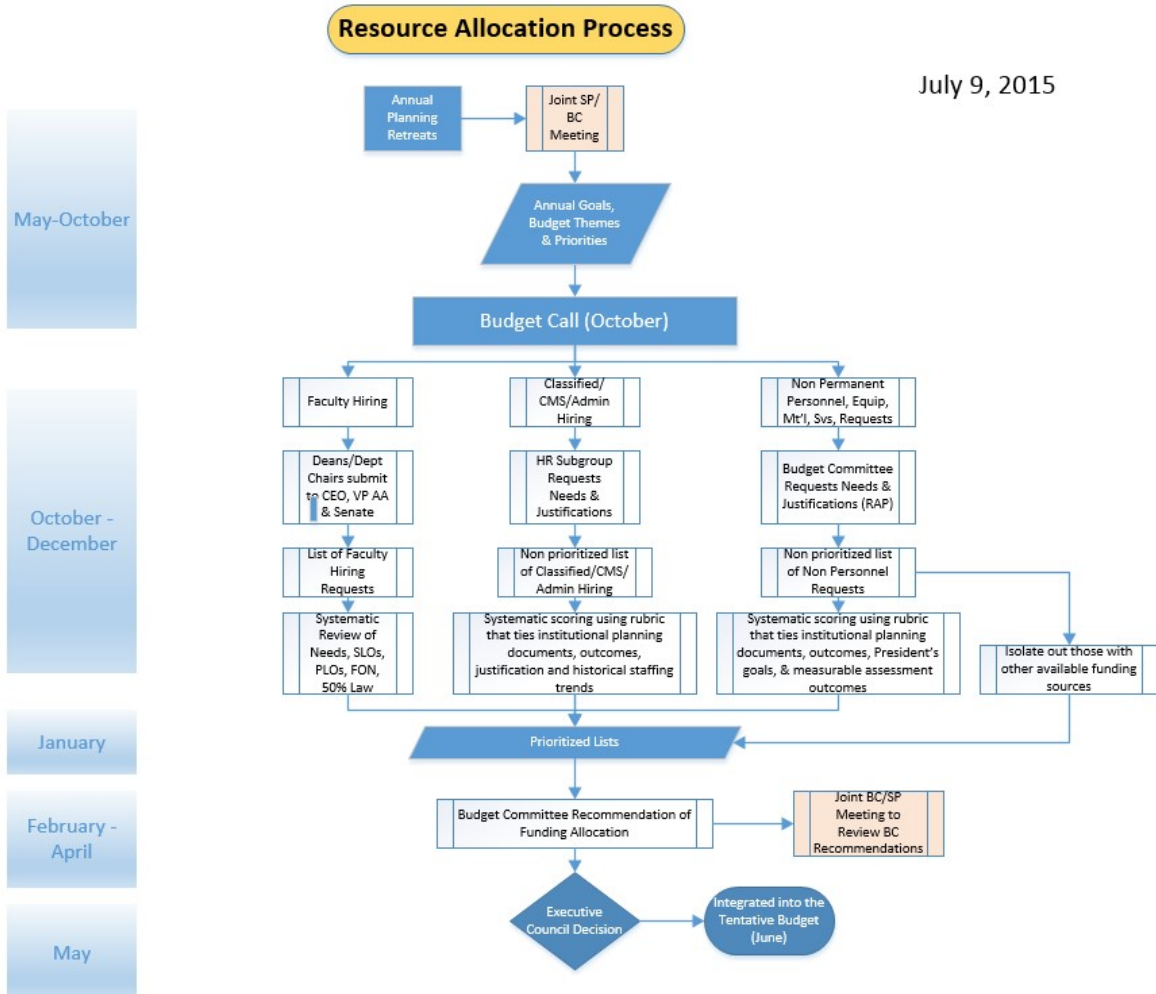 Resource Allocation Process
July 9, 2015
Annual
Planning
Retreats
Joint SP/
BC
Meeting
May-October
Annual Goals,
Budget Themes
& Priorities
Budget Call (October)
Faculty Hiring
Classified/
CMS/Admin
Hiring
Non Permanent
Personnel, Equip,
Mt'l, Svs, Requests
October -
December
Deans/Dept
Chairs submit
to CEO, VP AA
& Senate
HR Subgroup
Requests
Needs &
Justifications
Budget Committee
Requests Needs &
Justifications (RAP)
List of Faculty
Hiring
Requests
Non prioritized list
of Classified/CMS/
Admin Hiring
Non prioritized list
of Non Personnel
Requests
Systematic
Review of
Needs, SLOs,
PLOs, FON,
50% Law
Systematic scoring using rubric
that ties institutional planning
documents, outcomes,
justification and historical staffing
trends
Systematic scoring using rubric
that ties institutional planning
documents, outcomes, President's
goals, & measurable assessment
outcomes
Isolate out those with
other available funding
sources
January
Prioritized Lists
February -
April
Budget Committee Recommendation of
Funding Allocation
Joint BC/SP
Meeting to
Review BC
Recommendations
May
Executive
Council Decision
Integrated into the
Tentative Budget
(June)